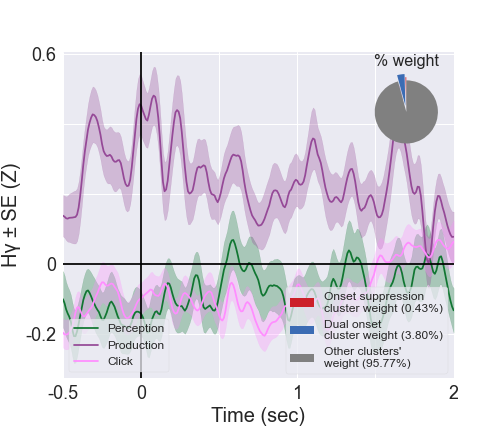 % weight
0.6
0
-0.2
Hγ ± SE (Z)
Perception
Production
Click
Onset suppression
cluster weight (0.43%)
Dual onset
cluster weight (3.80%)
Other clusters'
weight (95.77%)
-0.5
0
1
2
Time (sec)